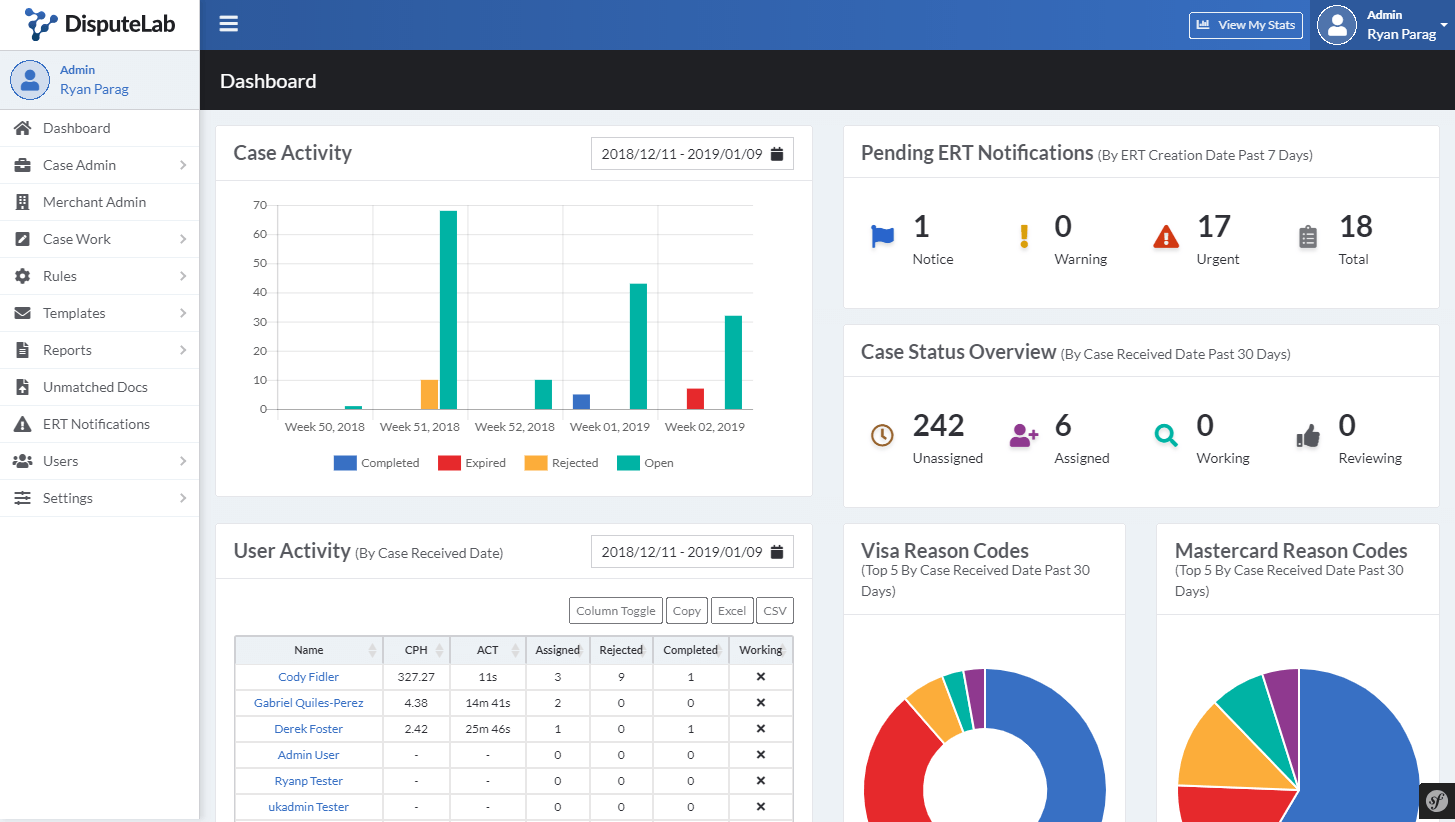 DisputeLab
View My Stats
Admin
Ryan Parag
Admin
Ryan Parag
Dashboard
Case Admin
Merchant Admin
Case Work
Rules
Templates
Reports
Unmatched Docs
ERT Notifications
Users
Settings
Dashboard
Case Activity
2018/12/11 - 2019/01/09
70
60
50
40
30
20
10
0
Week 50, 2018 Week 51, 2018 Week 52, 2018 Week 01, 2019 Week 02, 2019
Completed Expired Rejected Open
Pending ERT Notifications (By ERT Creation Date Past 7 Days)
1 0 17 18
Notice Warning Urgent Total
Case Status Overview (By Case Received Date Past 30 Days)
242 6 0 0
Unassigned Assigned Working Reviewing
User Activity (By Case Received Date)
2018/12/11 - 2019/01/09
Column Toggle Copy Excel CSV
Name CPH ACT Assigned Rejected Completed Working
Cody Fidler 327.27 11s 3 9 1
Gabriel Quiles-Perez 4.38 14m 41s 2 0 0
Derek Foster 2.42 25m 46s 1 0 1
Admin User - - 0 0 0
Ryanp Tester - - 0 0 0
ukadmin Tester - - 0 0 0
Visa Reason Codes
(Top 5 By Case Received Date Past 30
Days)
Mastercard Reason Codes
(Top 5 By Case Received Date Past 30
Days)
sf